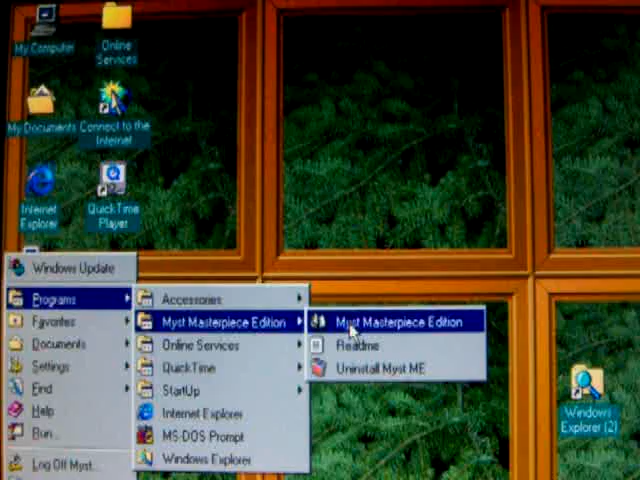 My Computer
Online
Services
My Documents
Connect to the
Internet
Internet
Explorer
QuickTime
Player
Windows Update
Programs
Favorites
Documents
Settings
Find
Help
Run...
Log Off Myst...
Accessories
Myst Masterpiece Edition
Online Services
QuickTime
StartUp
Internet Explorer
MS-DOS Prompt
Windows Explorer
Myst Masterpiece Edition
Readme
Uninstall Myst ME
Windows
Explorer (2)